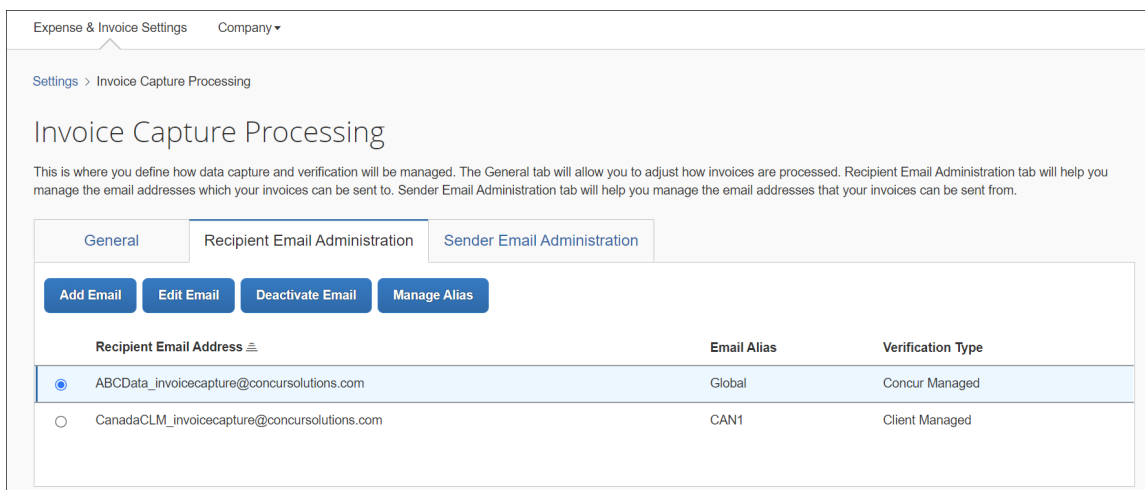 Expense & Invoice Settings Company
Settings > Invoice Capture Processing
Invoice Capture Processing
This is where you define how data capture and verification will be managed. The General tab will allow you to adjust how invoices are processed. Recipient Email Administration tab will help you
manage the email addresses which your invoices can be sent to. Sender Email Administration tab will help you manage the email addresses that your invoices can be sent from.
General Recipient Email Administration Sender Email Administration
Add Email Edit Email Deactivate Email Manage Alias
Recipient Email Address Email Alias Verification Type
ABCData_invoicecapture@concursolutions.com Global Concur Managed
CanadaCLM_invoicecapture@concursolutions.com CAN1 Client Managed